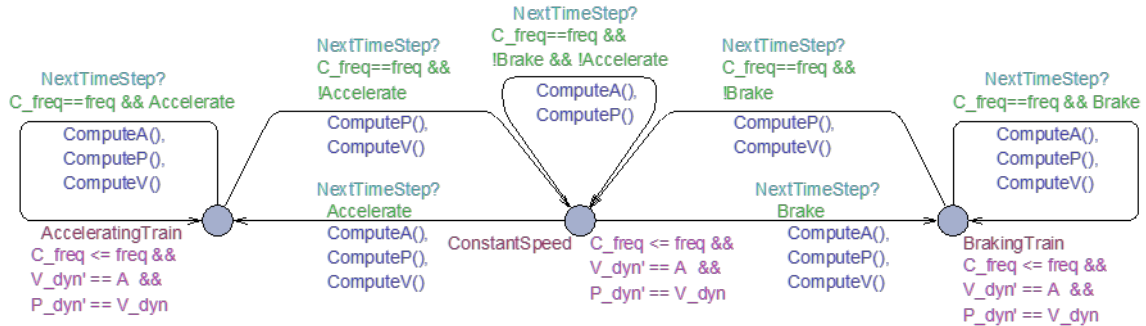 NextTimeStep?
C_freq==freq && Accelerate
ComputeA(),
ComputeP(),
ComputeV()
AcceleratingTrain
C_freq <= freq &&
V_dyn' == A &&
P_dyn' == V_dyn
NextTimeStep?
C_freq==freq &&
!Accelerate
ComputeP(),
ComputeV()
NextTimeStep?
Accelerate
ComputeA(),
ComputeP(),
ComputeV()
NextTimeStep?
C_freq==freq &&
!Brake && !Accelerate
ComputeA(),
ComputeP()
ConstantSpeed
C_freq <= freq &&
V_dyn' == A &&
P_dyn' == V_dyn
NextTimeStep?
C_freq==freq &&
!Brake
ComputeP(),
ComputeV()
NextTimeStep?
Brake
ComputeA(),
ComputeP(),
ComputeV()
NextTimeStep?
C_freq==freq && Brake
ComputeA(),
ComputeP(),
ComputeV()
BrakingTrain
C_freq <= freq &&
V_dyn' == A &&
P_dyn' == V_dyn